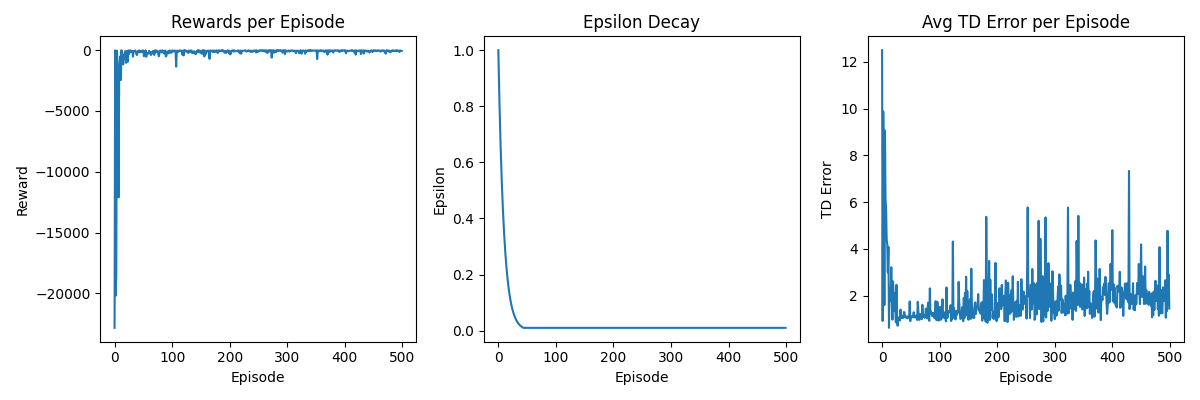 Rewards per Episode
0
−5000
−10000
−15000
−20000
Reward
0 100 200 300 400 500
Episode
Epsilon Decay
1.0
0.8
0.6
0.4
0.2
0.0
Epsilon
0 100 200 300 400 500
Episode
Avg TD Error per Episode
12
10
8
6
4
2
TD Error
0 100 200 300 400 500
Episode